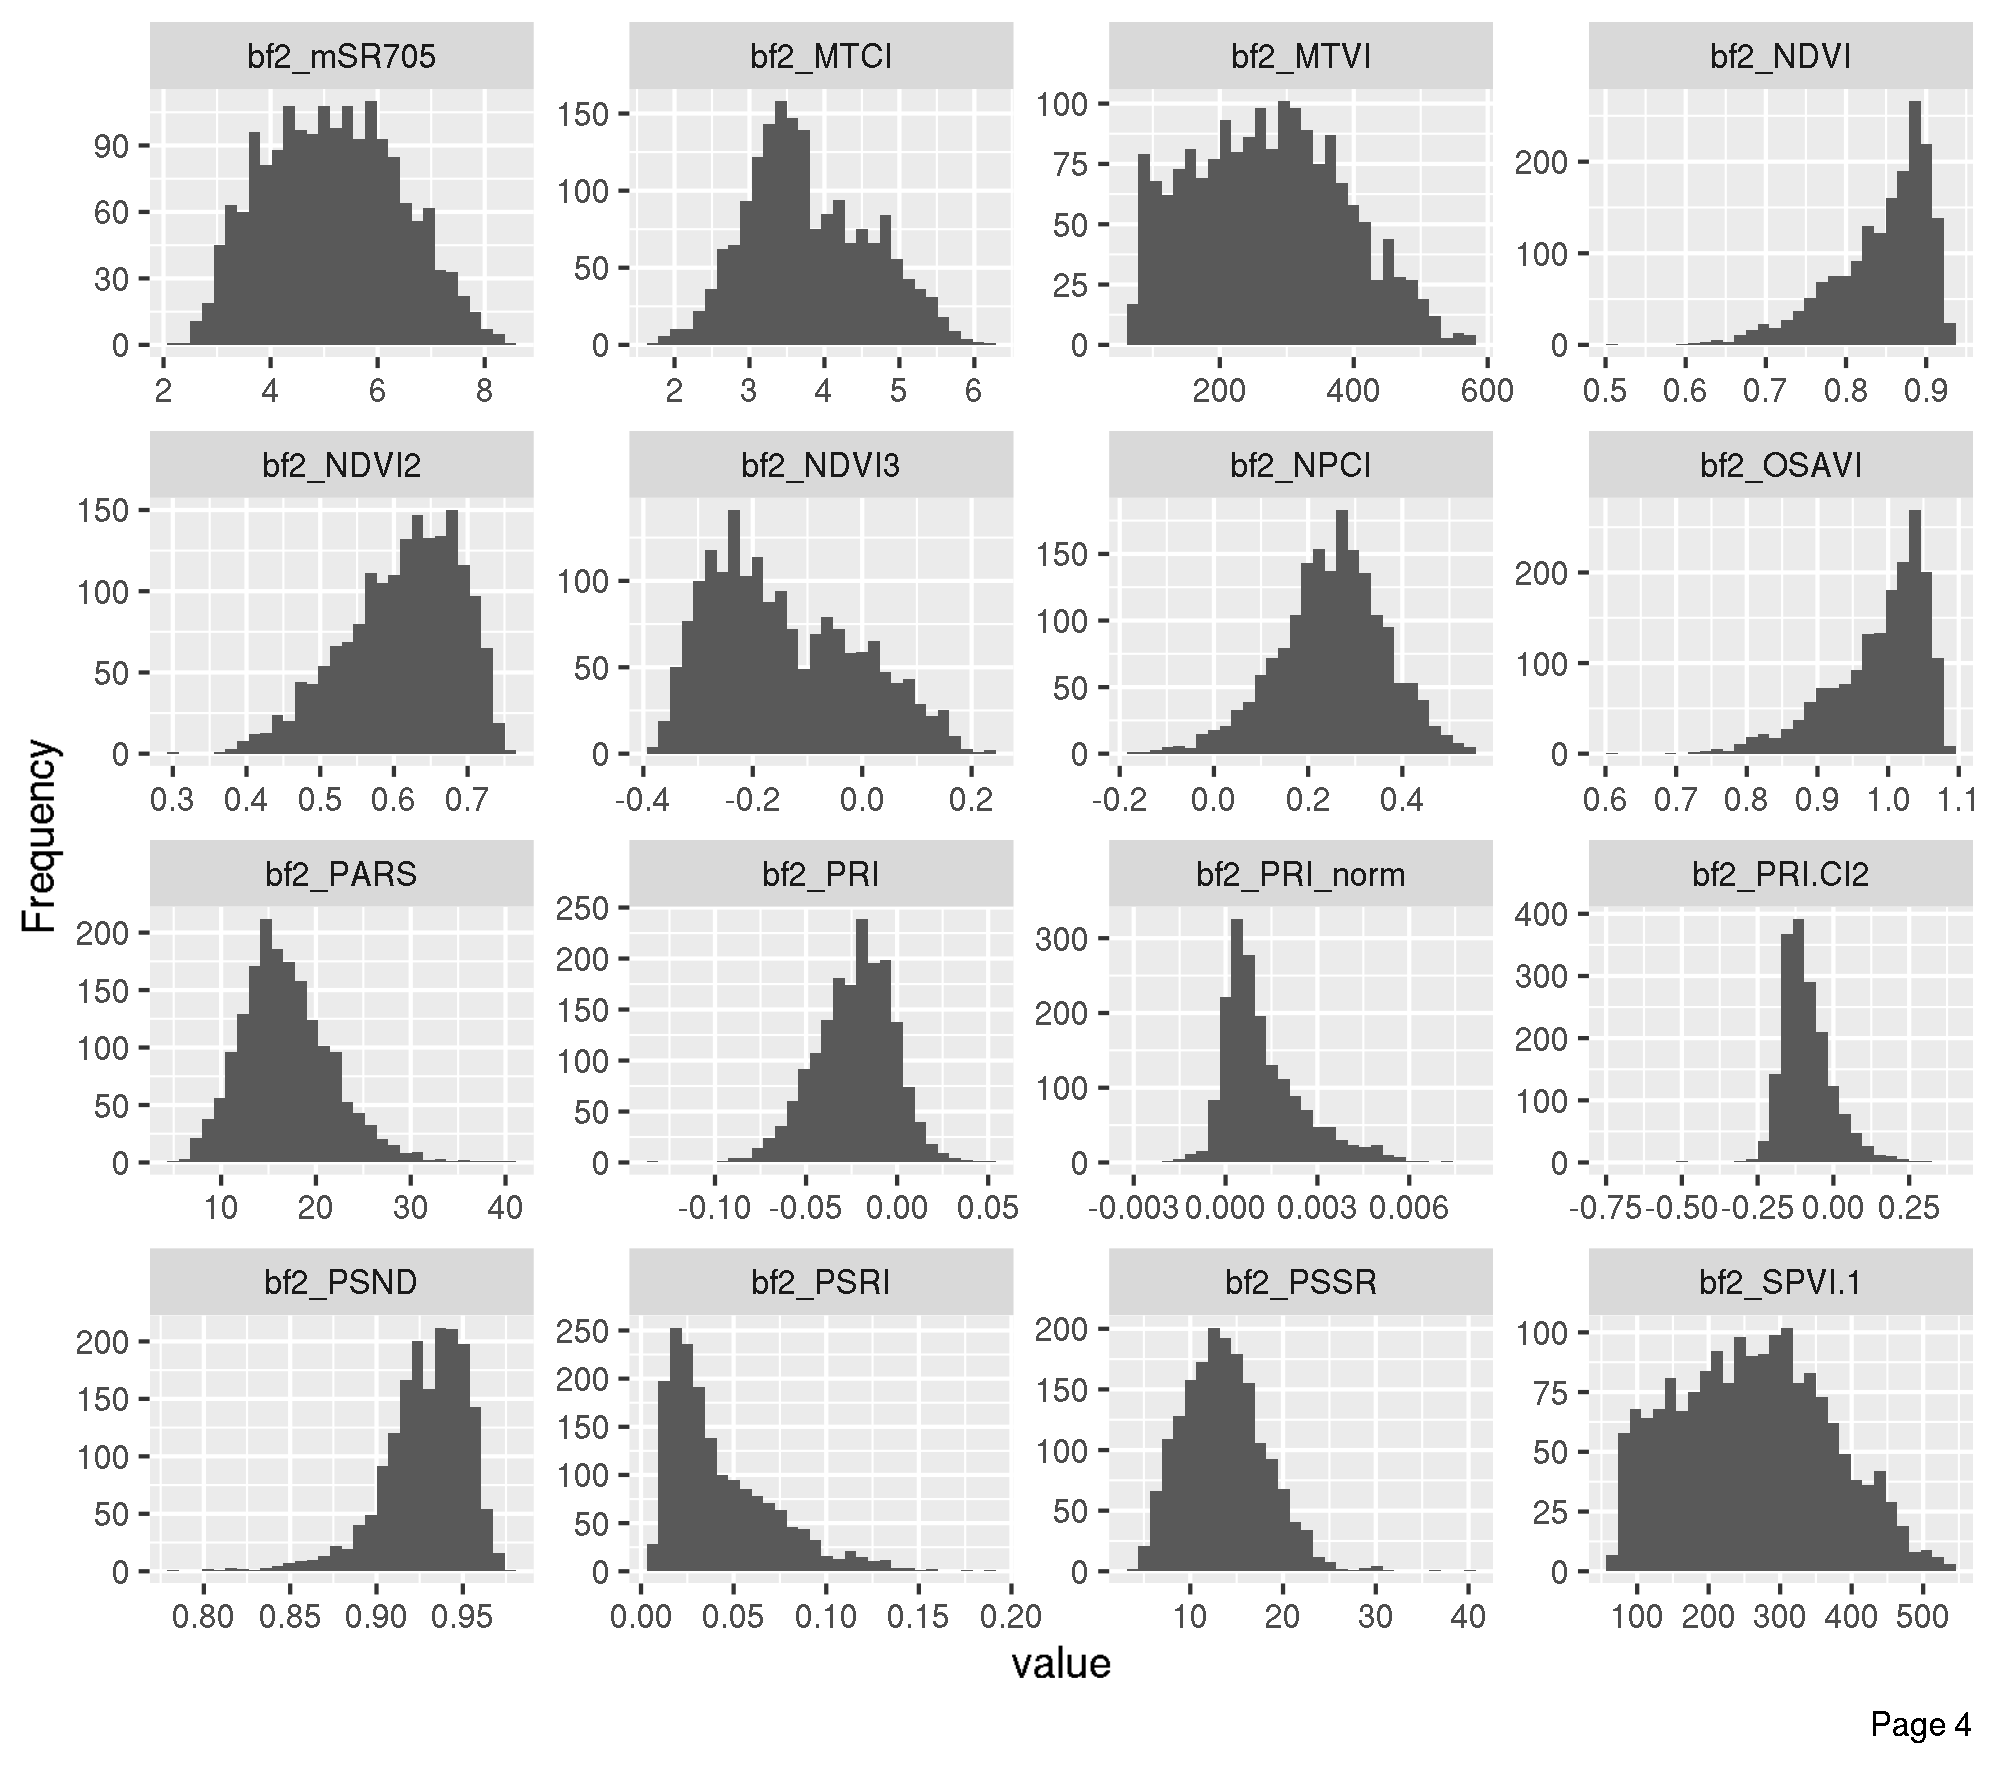 bf2_mSR705 bf2_MTCI bf2_MTVI bf2_NDVI
90 60 30 0 150 100 50 0 100 75 50 25 0 200 100 0
2 4 6 8 2 3 4 5 6 200 400 600 0.5 0.6 0.7 0.8 0.9
bf2_NDVI2 bf2_NDVI3 bf2_NPCI bf2_OSAVI
150 100 50 0 100 50 0 150 100 50 0 200 100 0
0.3 0.4 0.5 0.6 0.7 -0.4 -0.2 0.0 0.2 -0.2 0.0 0.2 0.4 0.6 0.7 0.8 0.9 1.0 1.1
Frequency
bf2_PARS bf2_PRI bf2_PRI_norm bf2_PRI.CI2
200 150 100 50 0 250 200 150 100 50 0 300 200 100 0 400 300 200 100 0
10 20 30 40 -0.10 -0.05 0.00 0.05 -0.003 0.000 0.003 0.006 -0.75 -0.50 -0.25 0.00 0.25
bf2_PSND bf2_PSRI bf2_PSSR bf2_SPVI.1
200 150 100 50 0 250 200 150 100 50 0 200 150 100 50 0 100 75 50 25 0
0.80 0.85 0.90 0.95 0.00 0.05 0.10 0.15 0.20 10 20 30 40 100 200 300 400 500
value
Page 4